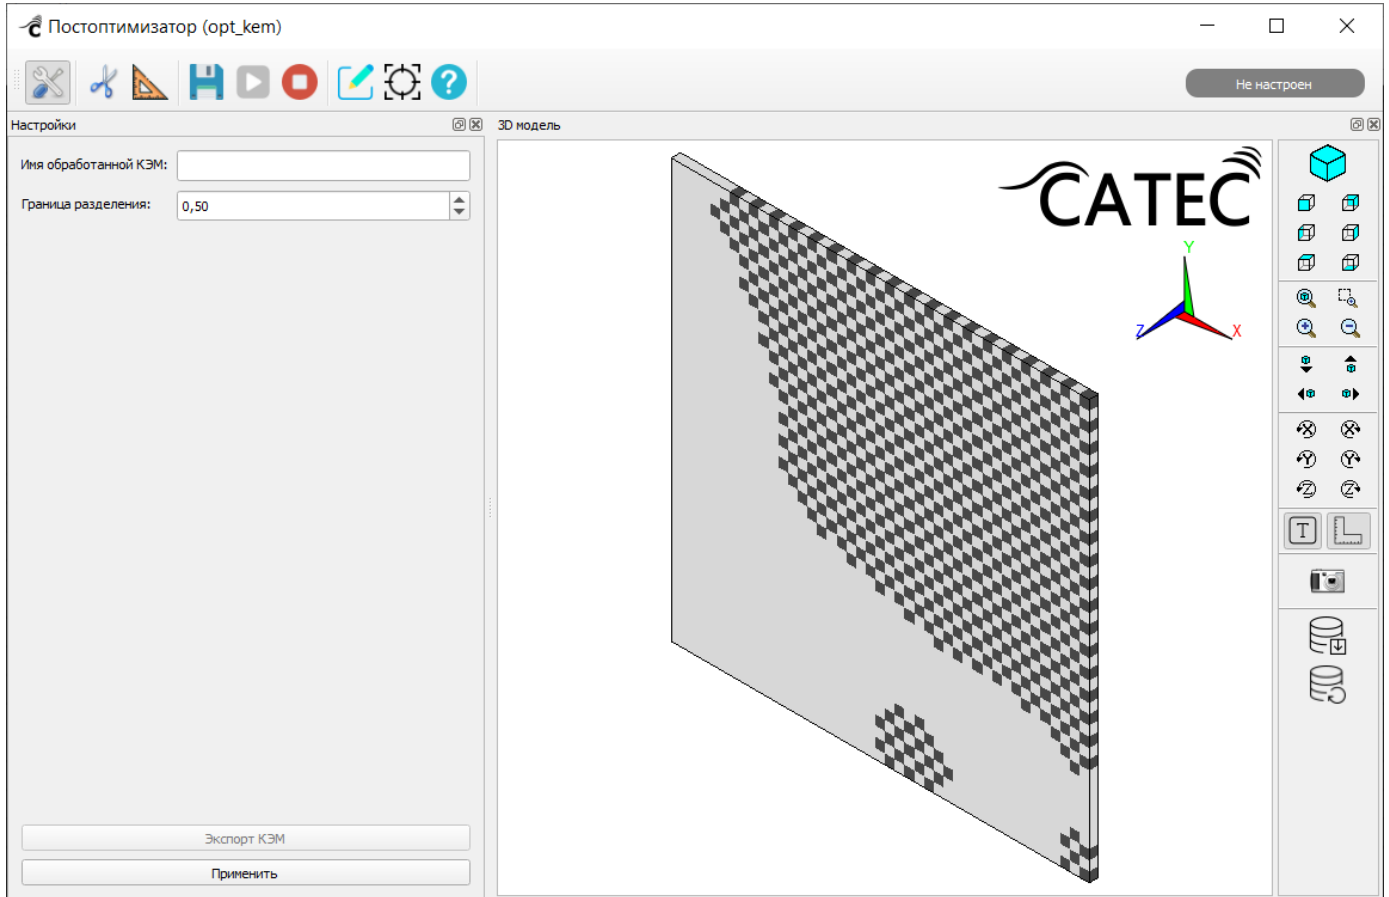 Постоптимизатор (opt_kem)
Не настроен
Настройки
3D модель
Имя обработанной КЭМ:
Граница разделения:
0,50
CATEC
Y
Z
X
X
X
Y
Y
Z
Z
T
Экспорт КЭМ
Применить